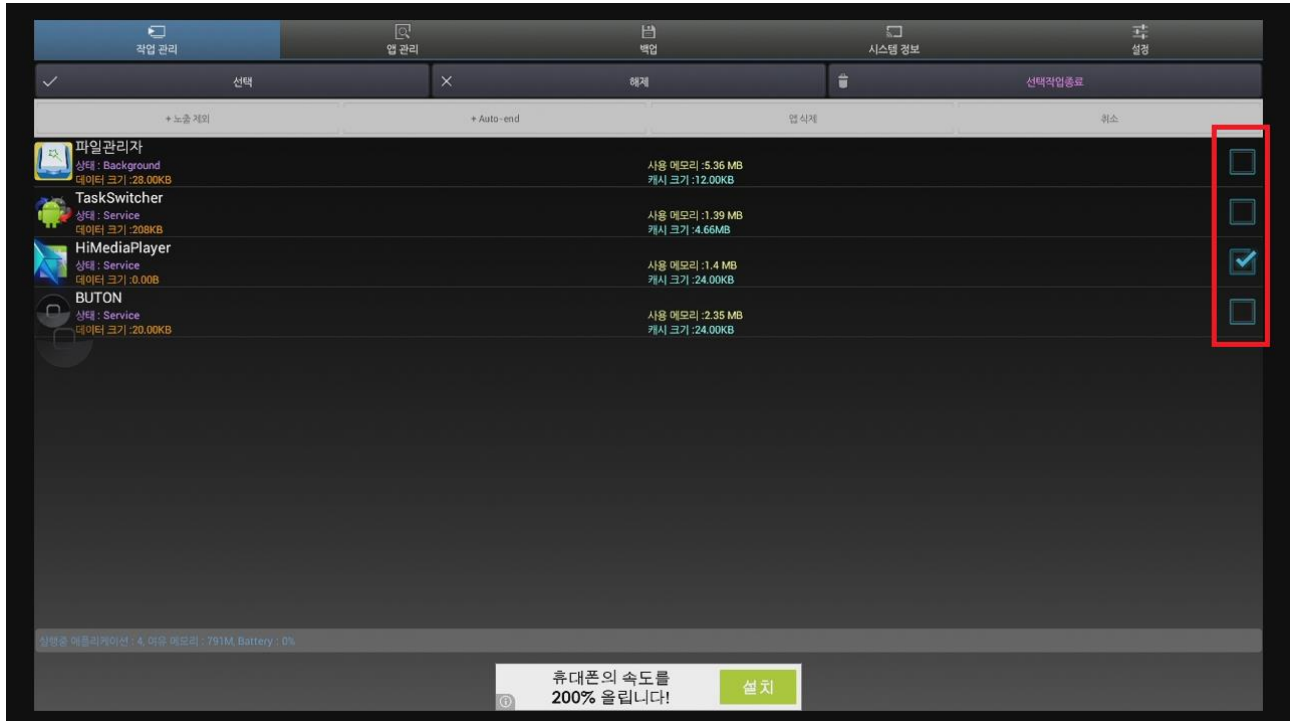 작업 관리
앱 관리
백업
시스템 정보
설정
선택
해제
선택작업종료
+ 노출 제외
+ Auto-end
앱 삭제
취소
파일관리자
상태 : Background
사용 메모리 :5.36 MB
데이터 크기 :28.00KB
캐시 크기 :12.00KB
TaskSwitcher
상태 : Service
사용 메모리 :1.39 MB
데이터 크기 :208KB
캐시 크기 :4.66MB
HiMediaPlayer
상태 : Service
사용 메모리 :1.4 MB
데이터 크기 :0.00B
캐시 크기 :24.00KB
BUTON
상태 : Service
사용 메모리 :2.35 MB
데이터 크기 :20.00KB
캐시 크기 :24.00KB
실행중 애플리케이션 : 4, 여유 메모리 : 791M, Battery : 0%
휴대폰의 속도를
200% 올립니다!
설치